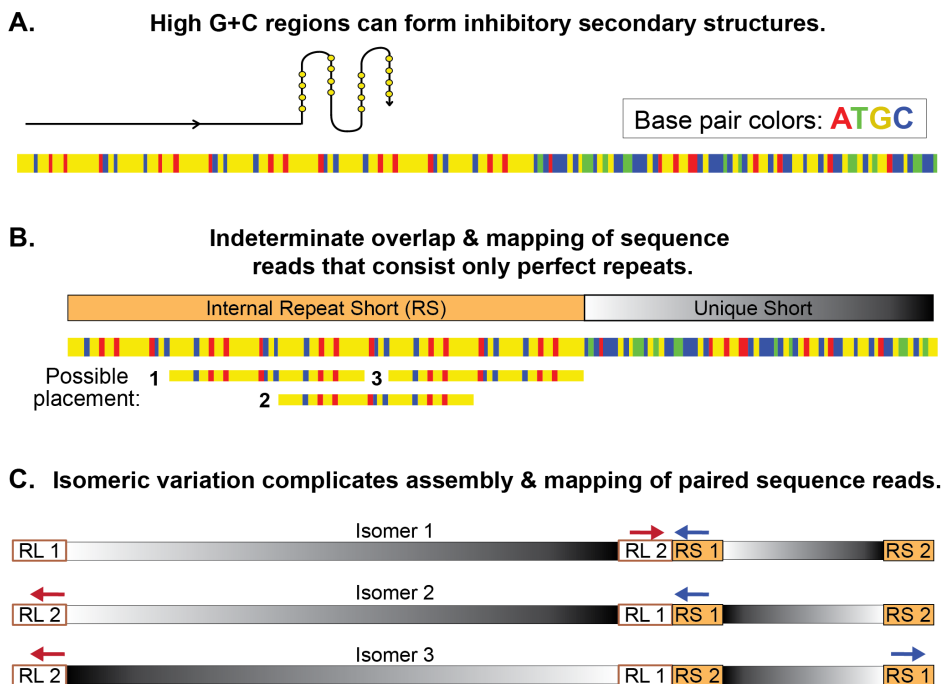 A. High G+C regions can form inhibitory secondary structures.
Base pair colors: ATGC
B. Indeterminate overlap & mapping of sequence
reads that consist only perfect repeats.
Internal Repeat Short (RS) Unique Short
Possible 1 3
placement: 2
C. Isomeric variation complicates assembly & mapping of paired sequence reads.
Isomer 1
RL 1 RL 2 RS 1 RS 2
Isomer 2
RL 2 RL 1 RS 1 RS 2
Isomer 3
RL 2 RL 1 RS 2 RS 1